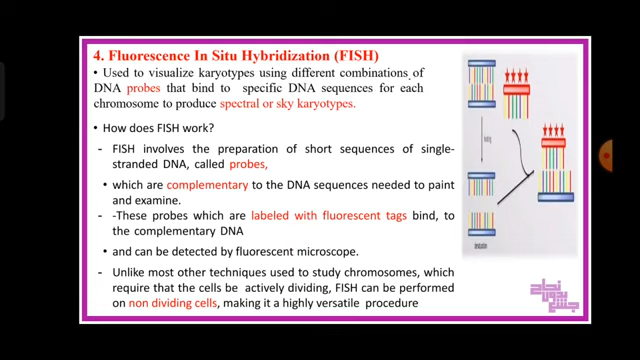 4. Fluorescence In Situ Hybridization (FISH)
• Used to visualize karyotypes using different combinations of
DNA probes that bind to specific DNA sequences for each
chromosome to produce spectral or sky karyotypes.
• How does FISH work?
- FISH involves the preparation of short sequences of single-
stranded DNA, called probes,
• which are complementary to the DNA sequences needed to paint
and examine.
- -These probes which are labeled with fluorescent tags bind, to
the complementary DNA
• and can be detected by fluorescent microscope.
• Unlike most other techniques used to study chromosomes, which
require that the cells be actively dividing, FISH can be performed
on non dividing cells, making it a highly versatile procedure